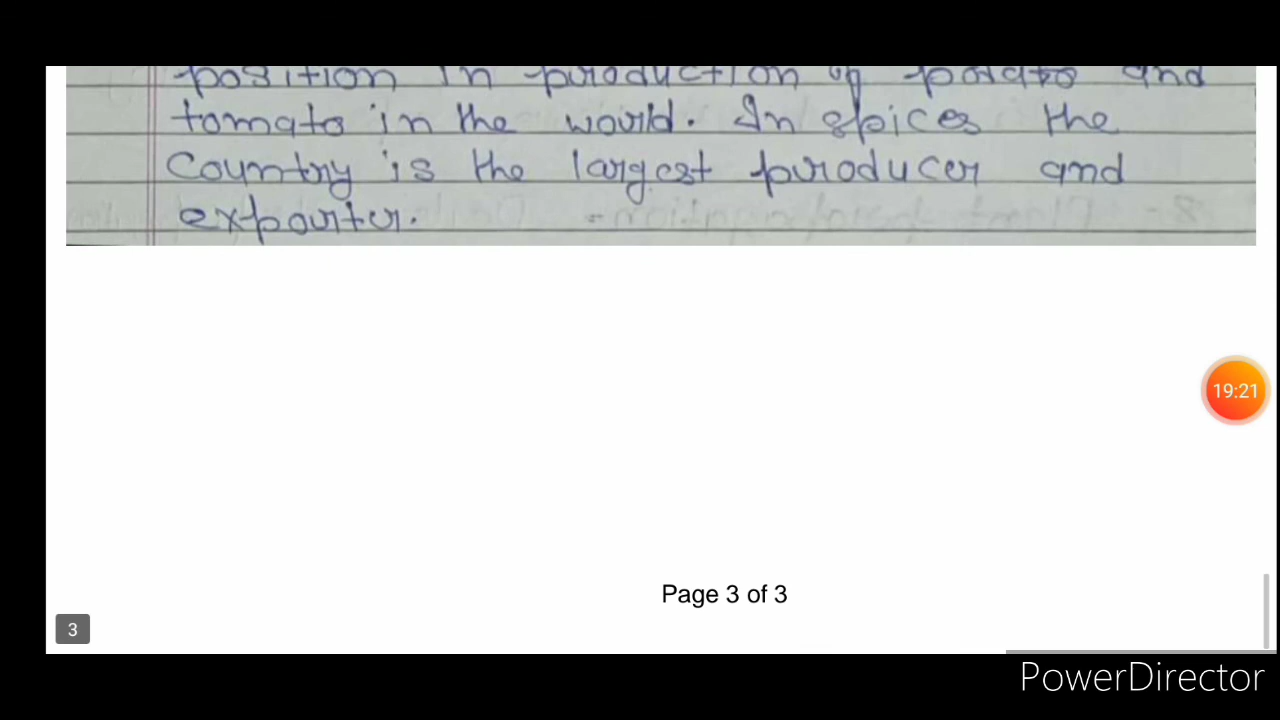 position in production of potato and
tomato in the world. In spices the
Country is the largest producer and
exporter.
19:21
Page 3 of 3
3
PowerDirector